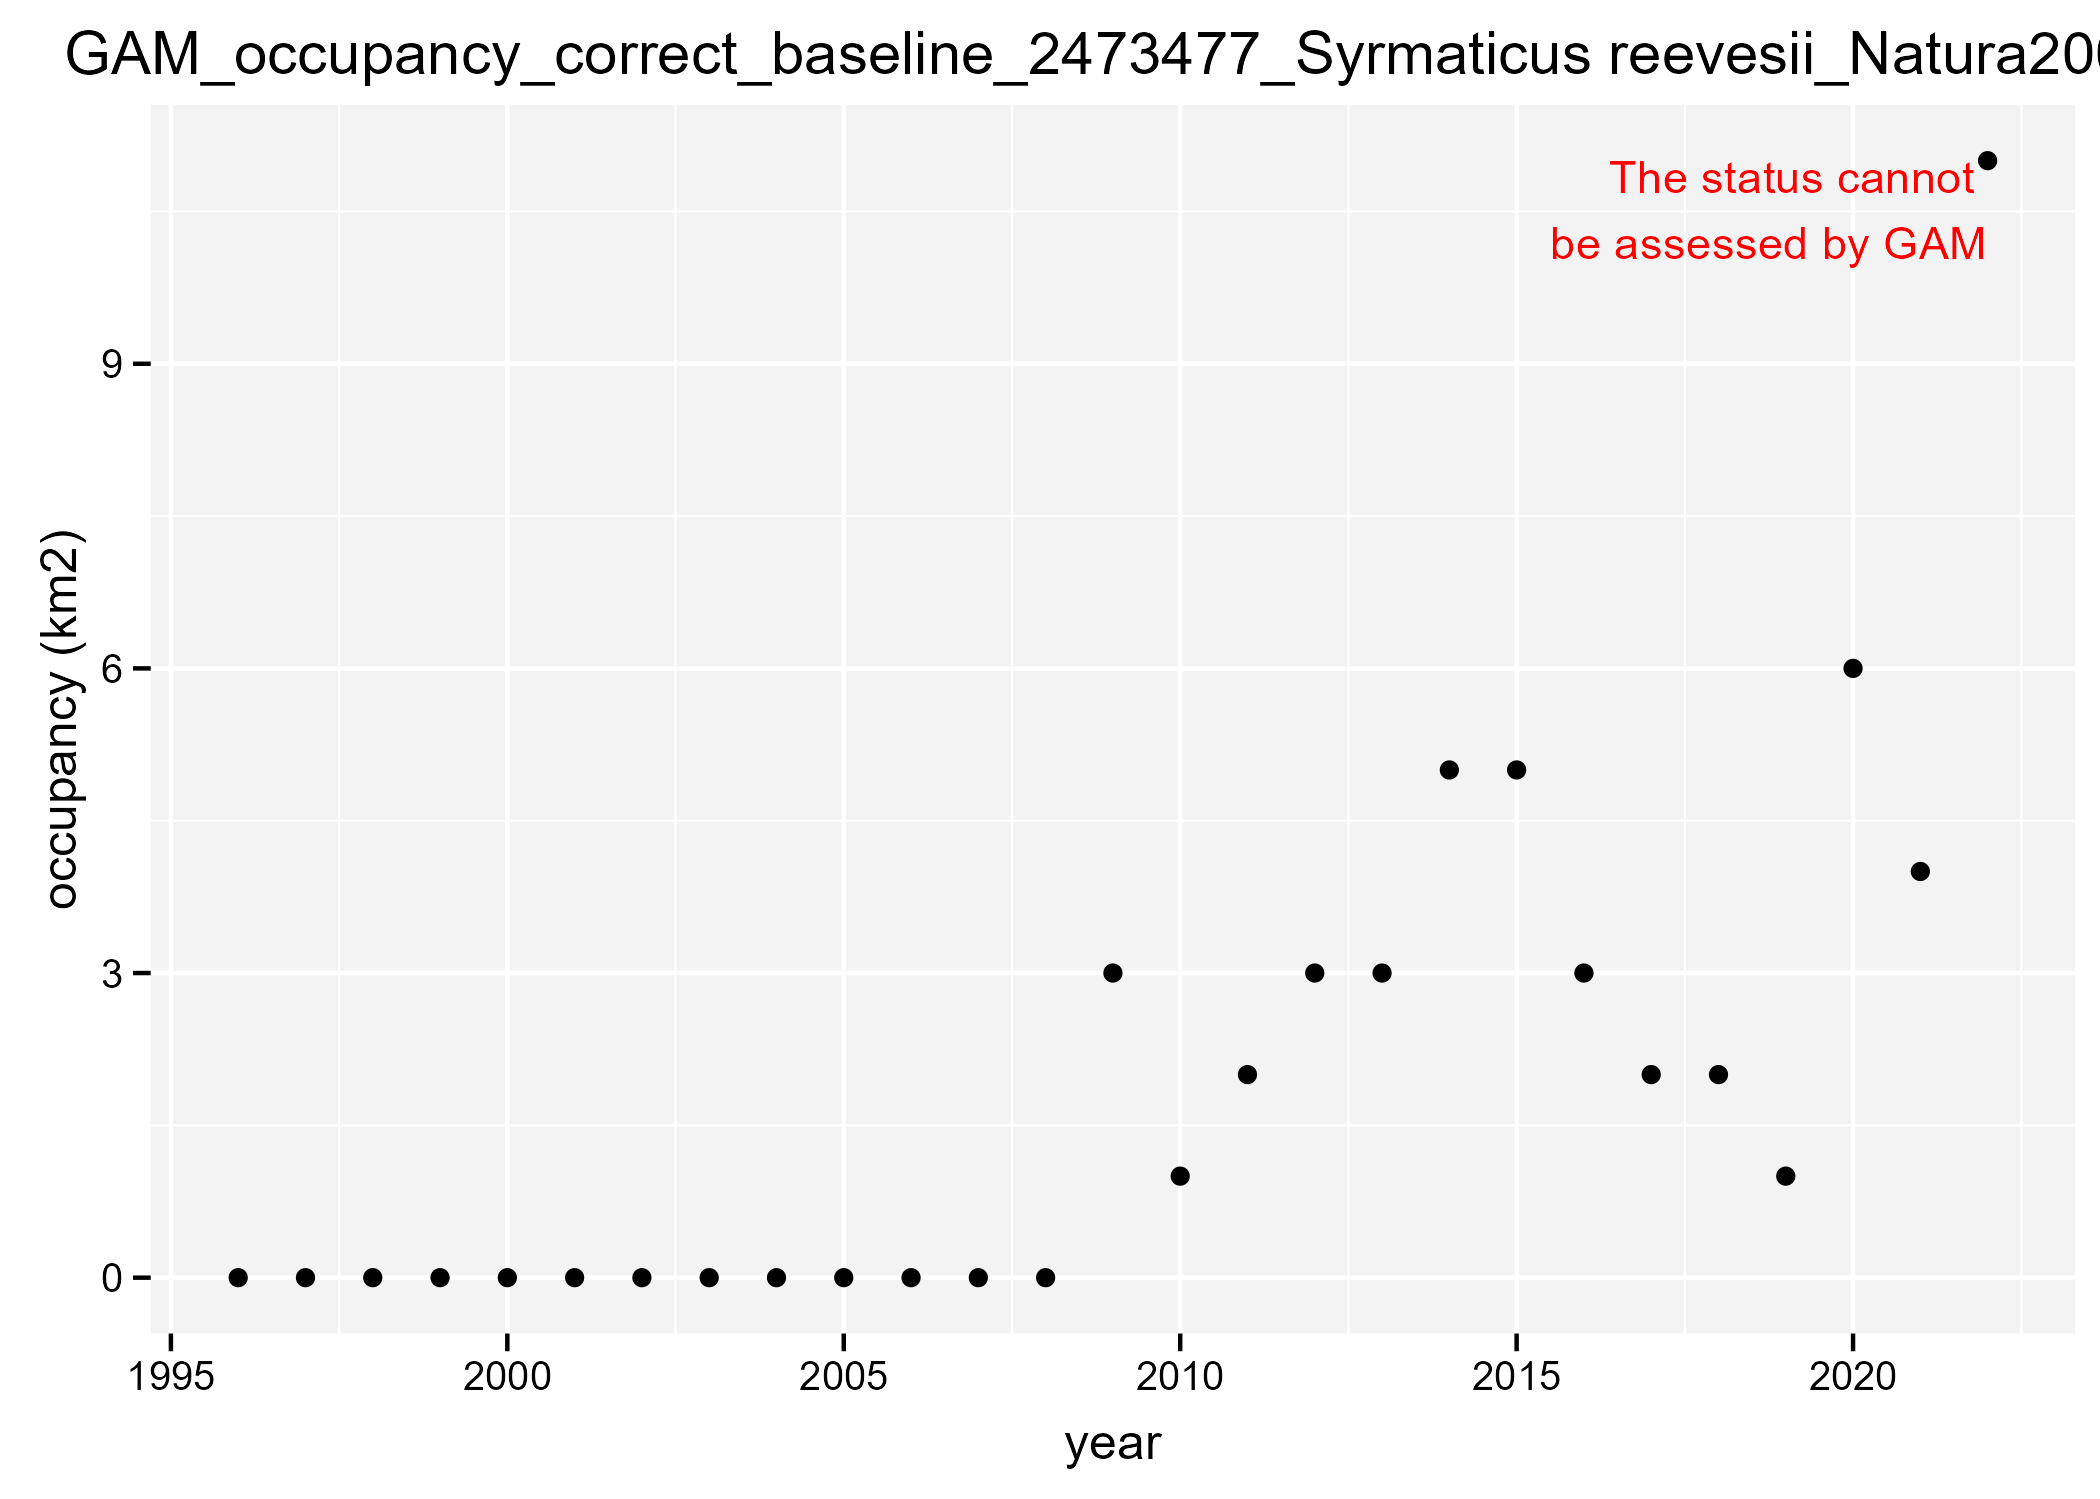 GAM_occupancy_correct_baseline_2473477_Syrmaticus reevesii_Natura20
The status cannot
be assessed by GAM
occupancy (km2)
9
6
3
0
1995 2000 2005 2010 2015 2020
year